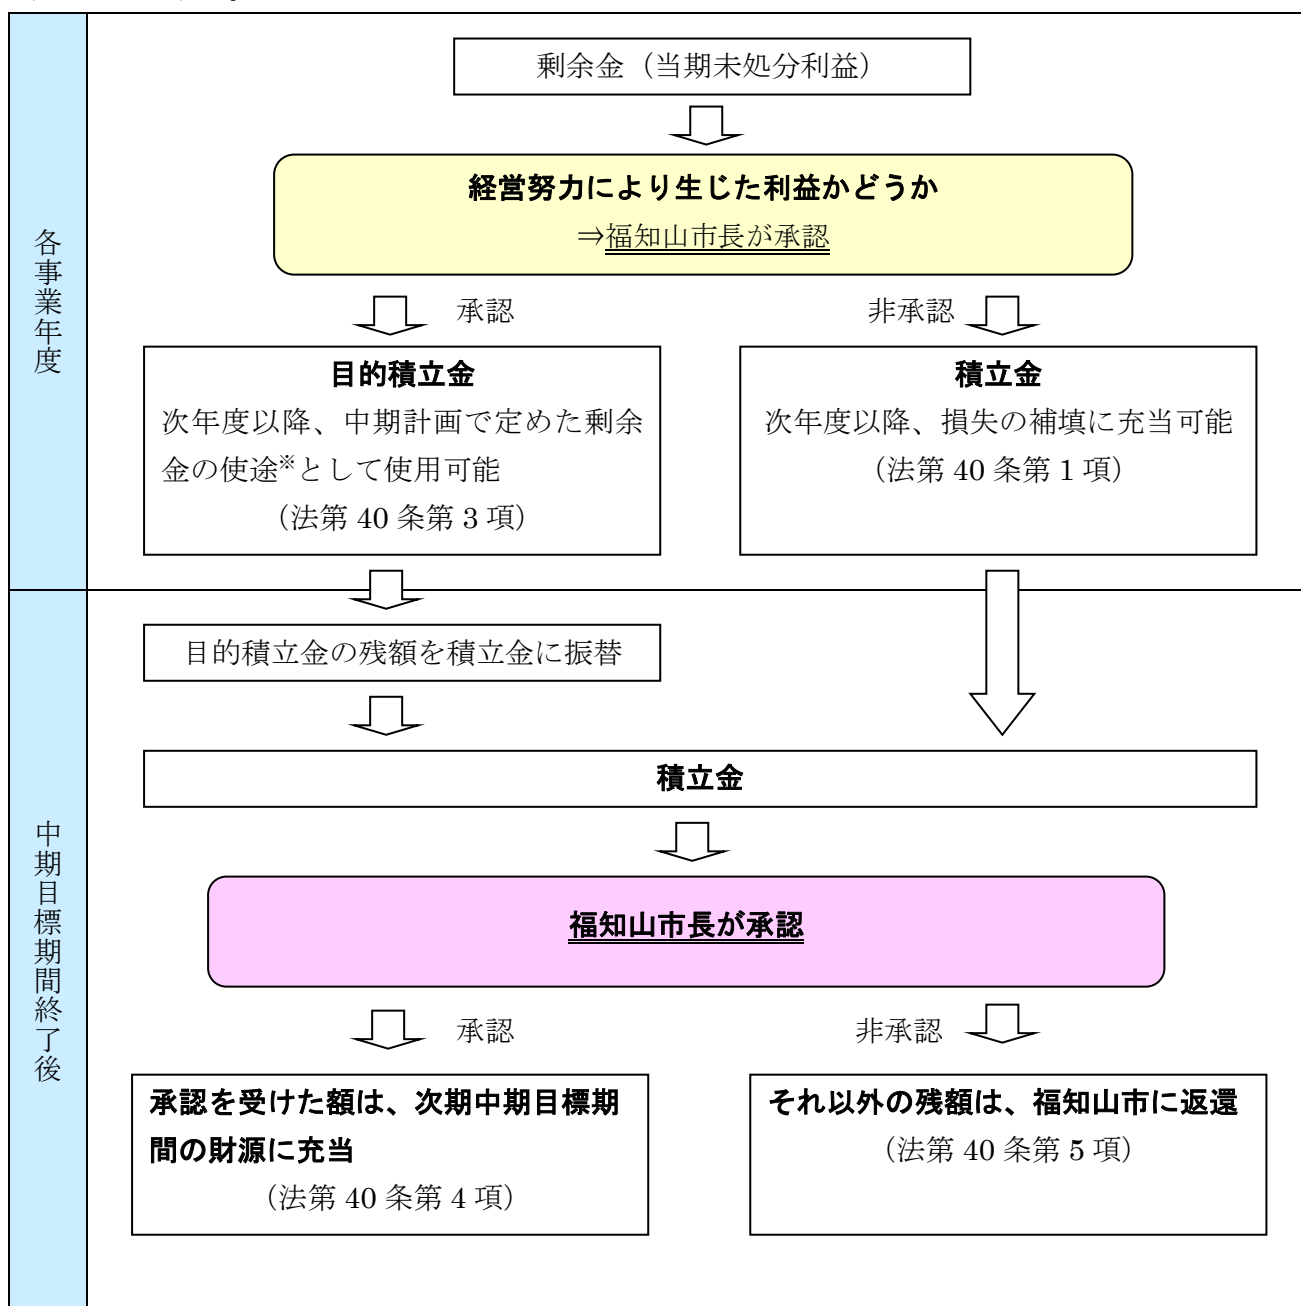 剰余金（当期未処分利益）
経営努力により生じた利益かどうか
⇒福知山市長が承認
各事業年度
承認
非承認
目的積立金
次年度以降、中期計画で定めた剰余
金の使途※として使用可能
（法第 40 条第 3 項）
積立金
次年度以降、損失の補填に充当可能
（法第 40 条第 1 項）
目的積立金の残額を積立金に振替
積立金
中期目標期間終了後
福知山市長が承認
承認
非承認
承認を受けた額は、次期中期目標期
間の財源に充当
（法第 40 条第 4 項）
それ以外の残額は、福知山市に返還
（法第 40 条第 5 項）